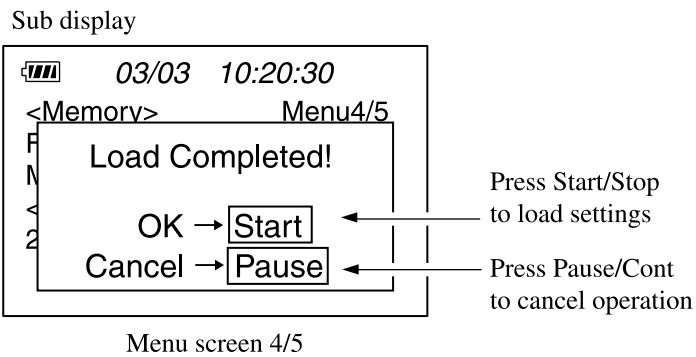 Sub display
03/03 10:20:30
<Memory> Menu4/5
Load Completed!
OK → Start
Cancel → Pause
Press Start/Stop
to load settings
Press Pause/Cont
to cancel operation
Menu screen 4/5